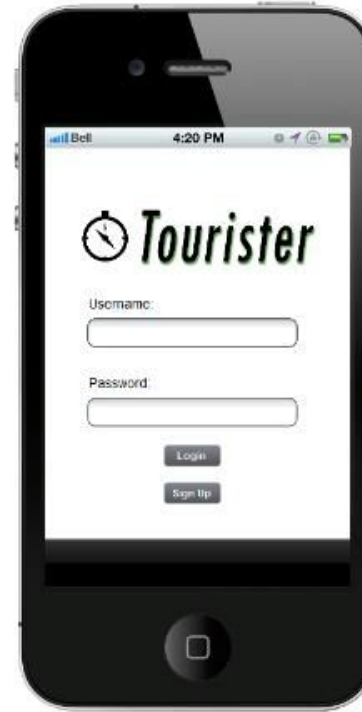 Bell 4:20 PM
Tourister
Username:
Password:
Login
Sign Up